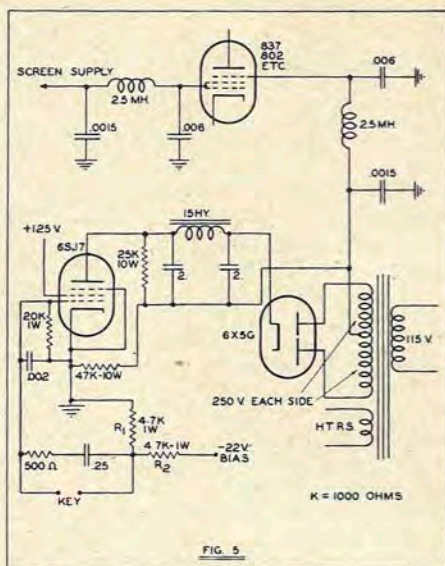 837
802
ETC.
SCREEN SUPPLY
2.5 MH.
.006
.0015
.006
2.5 MH.
.0015
15HY.
+125 V.
6SJ7
25K
10W
.2
.2
20K
1W
6X5G
115 V.
.002
47K-10W
250 V. EACH SIDE
4.7K
1W
R1
4.7K-1W
-22V.
BIAS
HTRS.
500 Ω
.25
R2
KEY
K = 1000 OHMS
FIG. 5